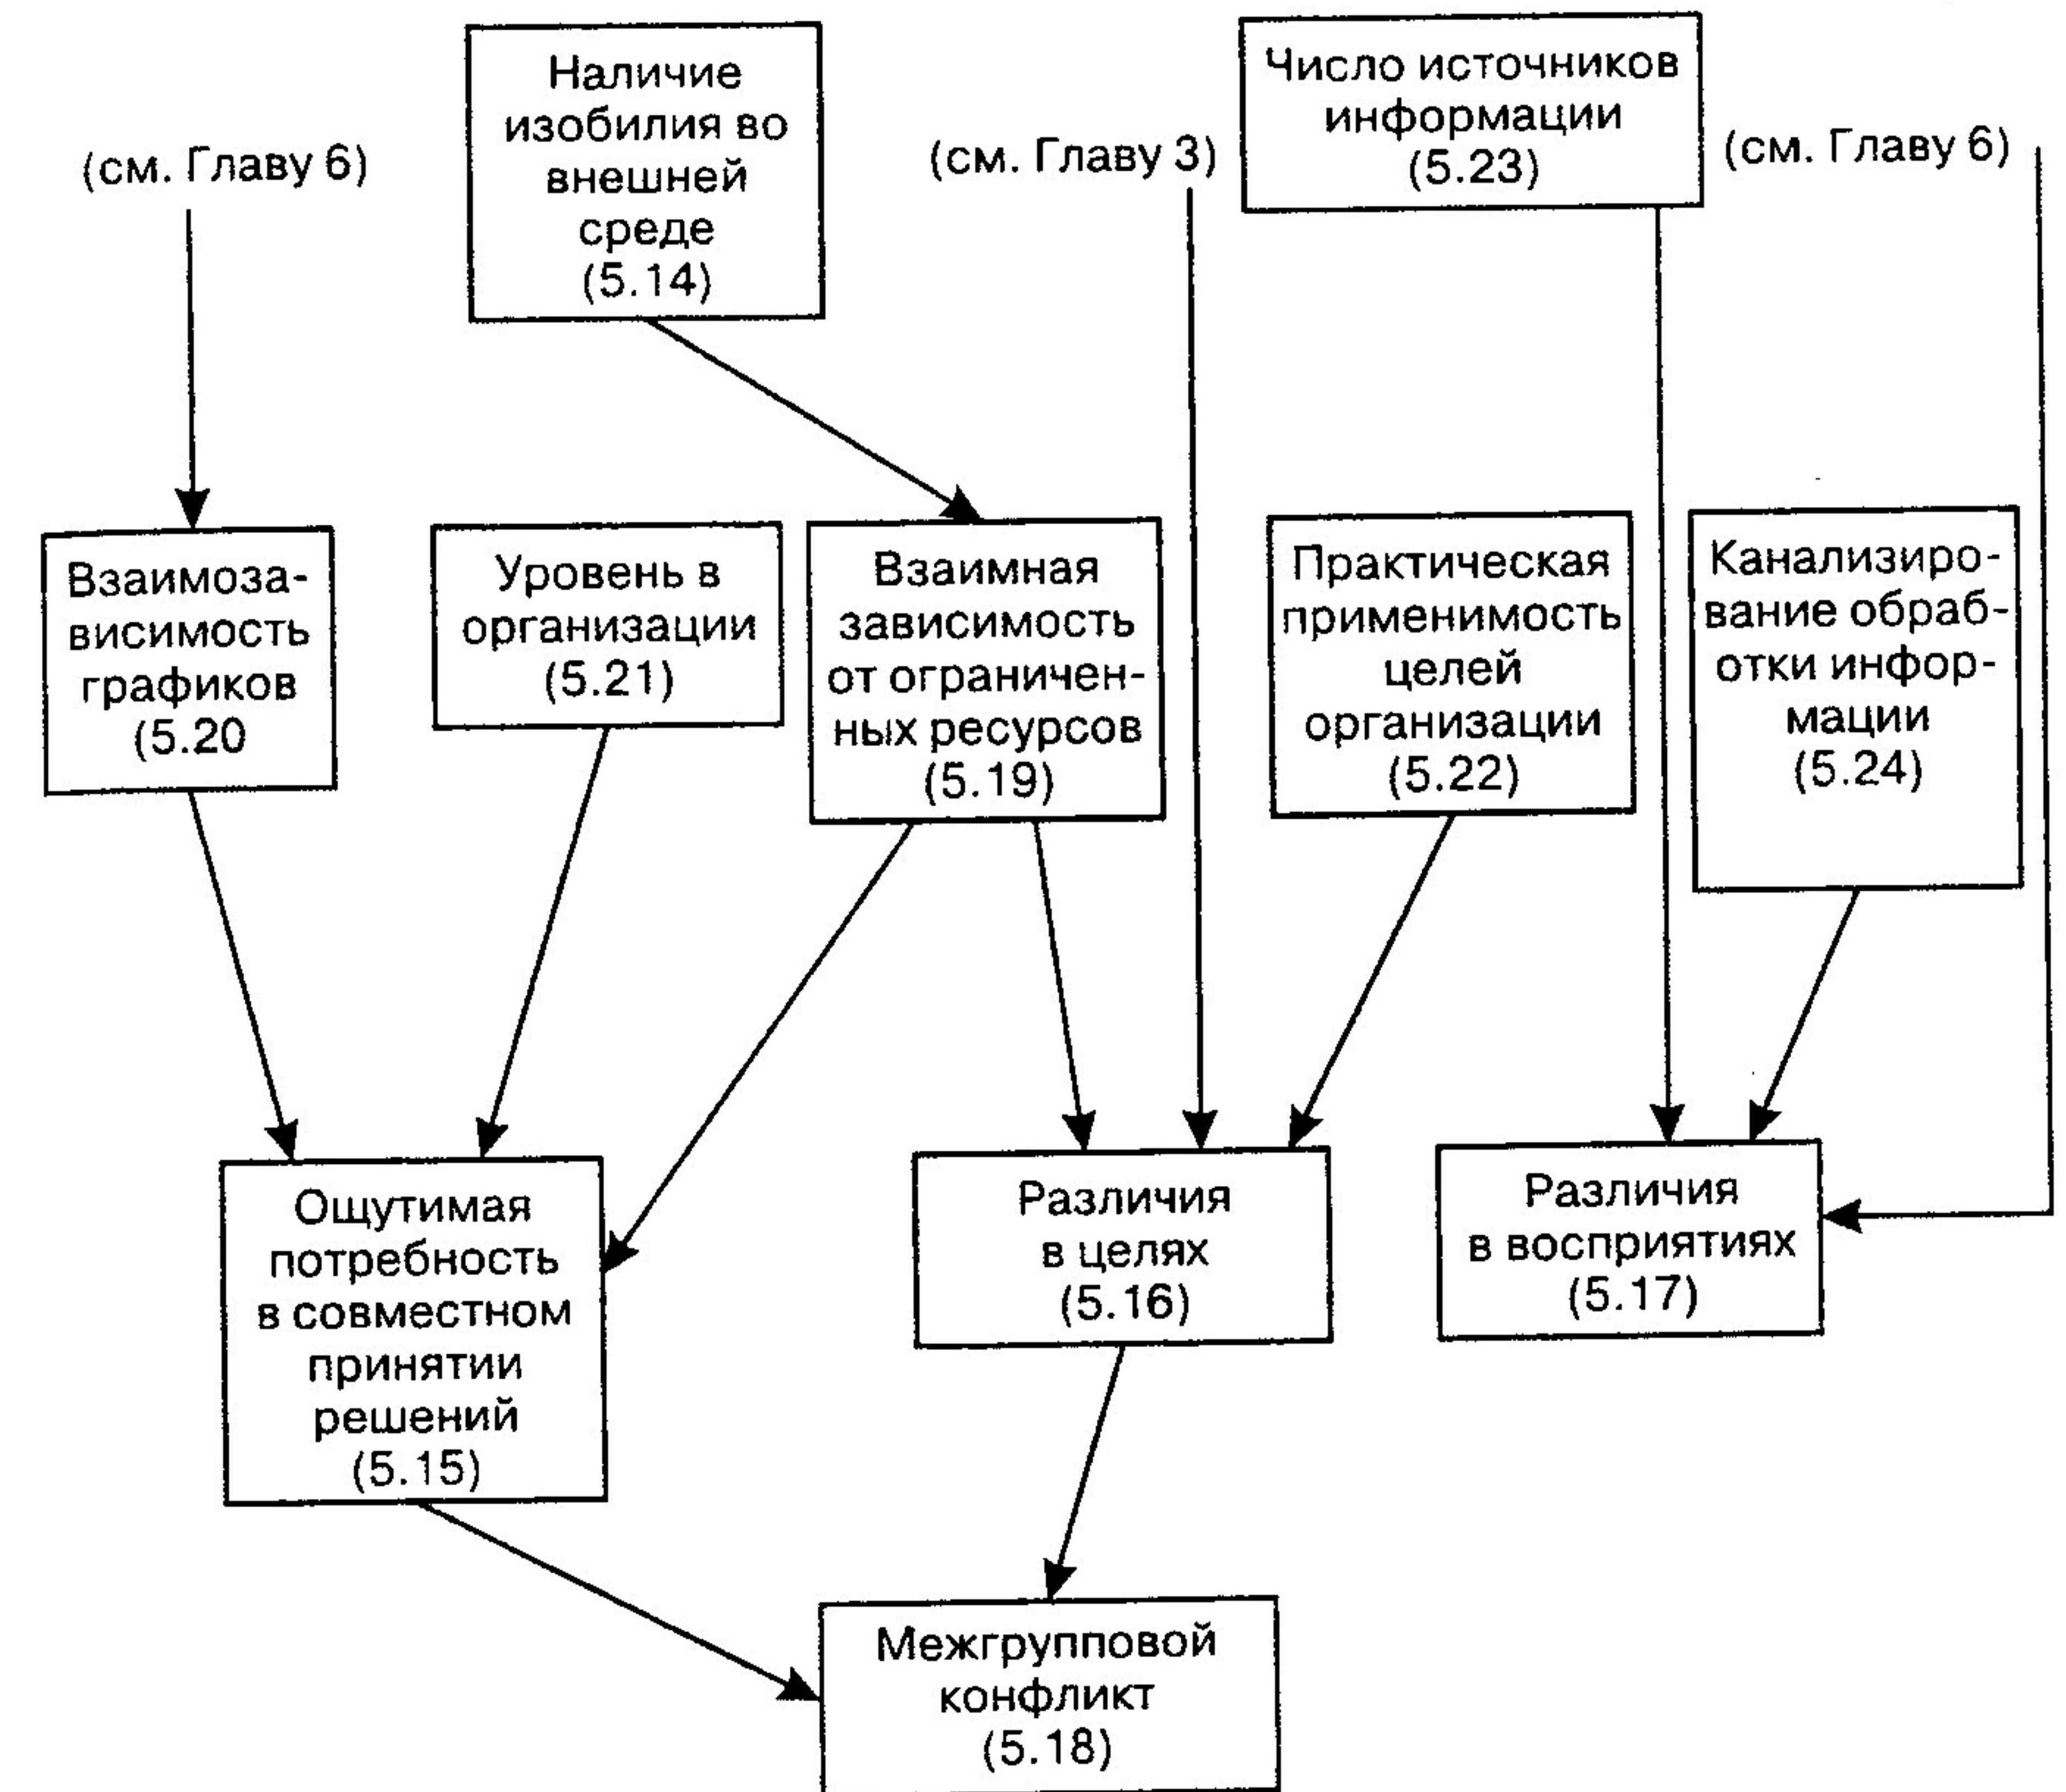 Наличие
изобилия во
внешней
среде
(5.14)
Число источников
информации
(5.23)
(см. Главу 6)
(см. Главу 3)
(см. Главу 6)
Взаимоза-
висимость
графиков
(5.20
Уровень в
организации
(5.21)
Взаимная
зависимость
от ограничен-
ных ресурсов
(5.19)
Практическая
применимость
целей
организации
(5.22)
Канализиро-
вание обраб-
отки инфор-
мации
(5.24)
Ощутимая
потребность
в совместном
принятии
решений
(5.15)
Различия
в целях
(5.16)
Различия
в восприятиях
(5.17)
Межгрупповой
конфликт
(5.18)